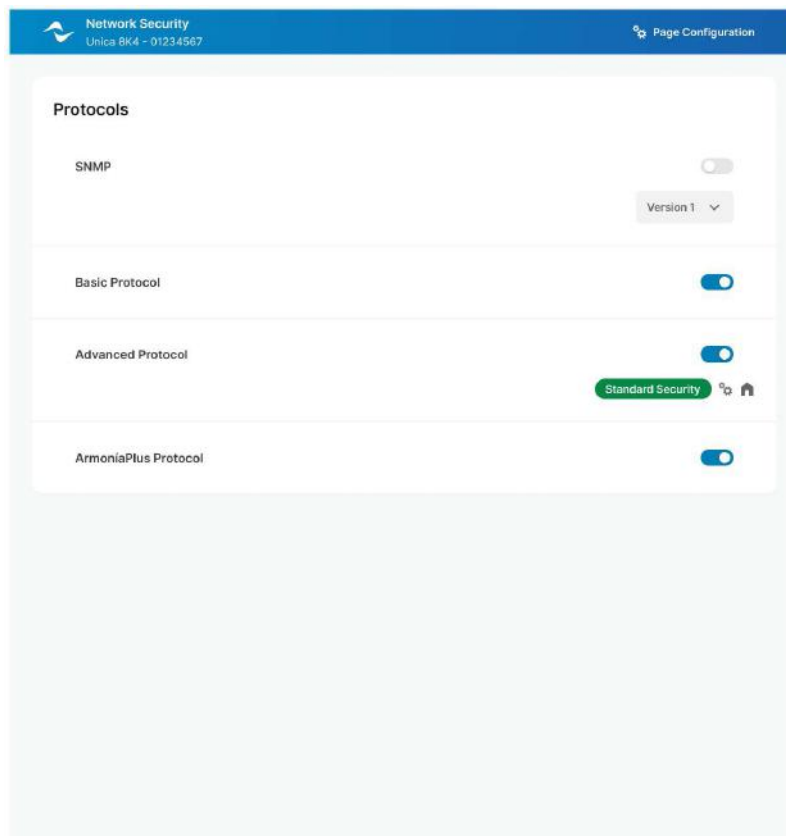 Network Security
Unica 8K4 - 01234567
Page Configuration
Protocols
SNMP
Version 1
Basic Protocol
Advanced Protocol
Standard Security
ArmoníaPlus Protocol